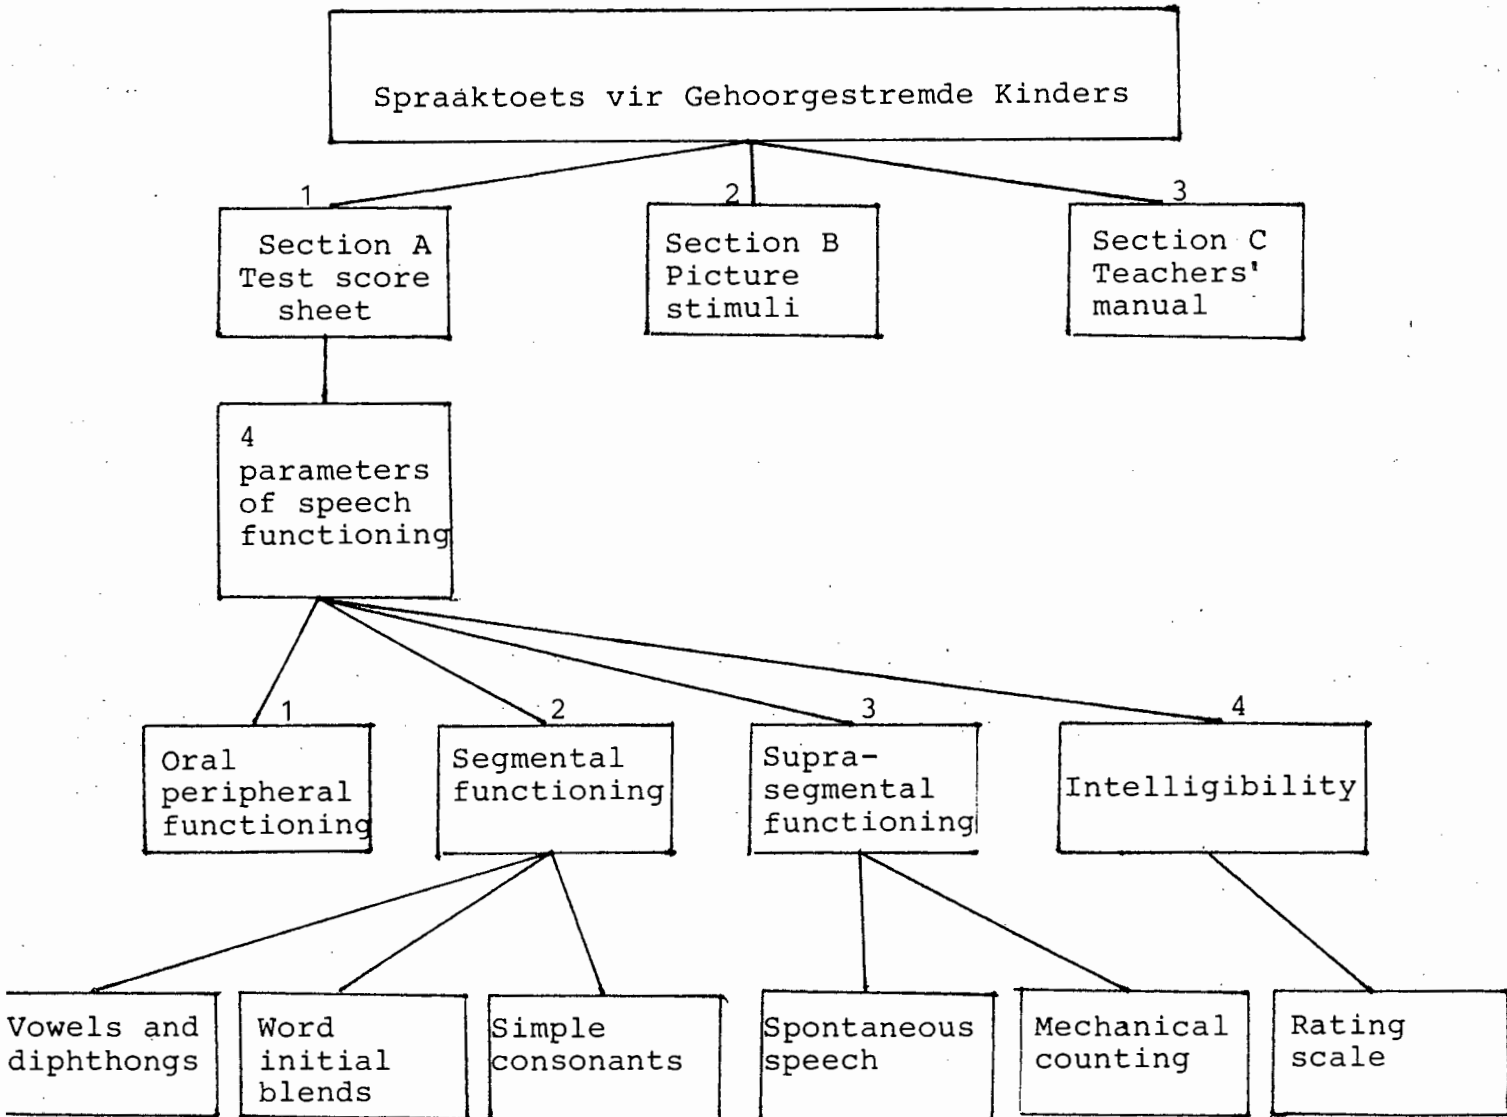 Spraaktoets vir Gehoorgestremde Kinders
1
Section A
Test score
sheet
2
Section B
Picture
stimuli
3
Section C
Teachers'
manual
4
parameters
of speech
functioning
1
Oral
peripheral
functioning
2
Segmental
functioning
3
Supra-
segmental
functioning
4
Intelligibility
Vowels and
diphthongs
Word
initial
blends
Simple
consonants
Spontaneous
speech
Mechanical
counting
Rating
scale